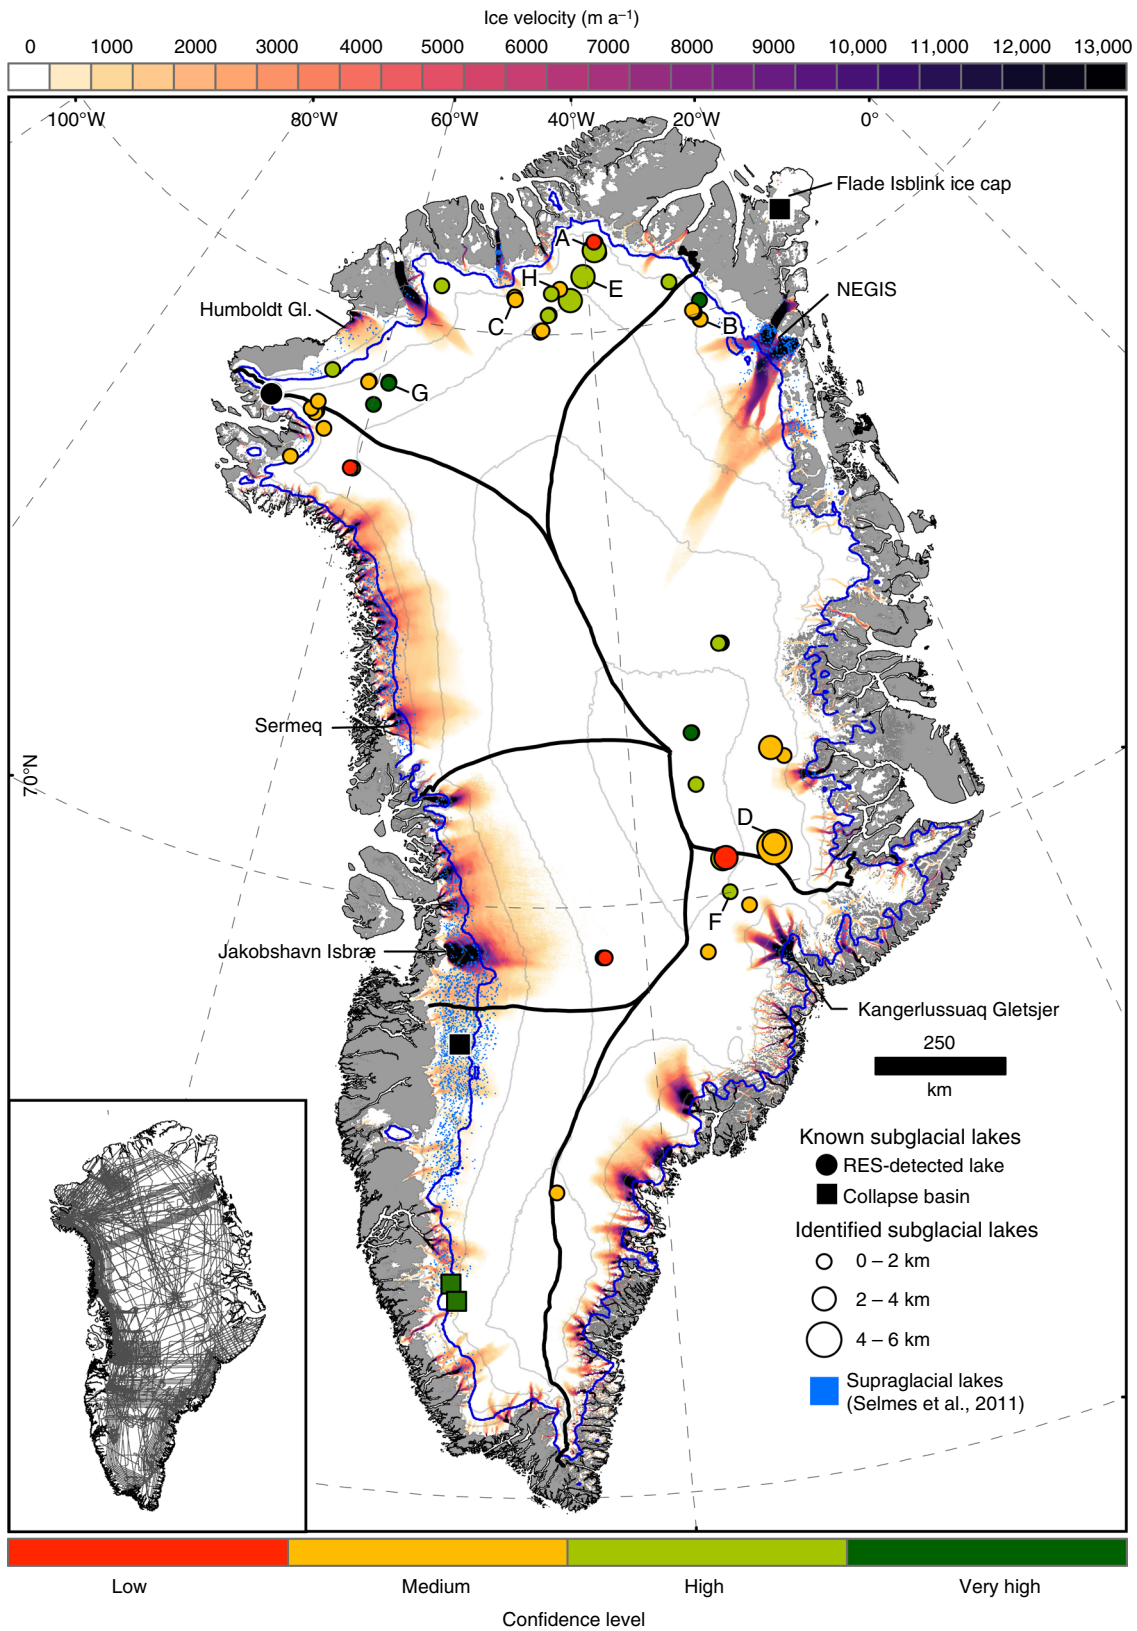 Ice velocity (m a⁻¹)
0 1000 2000 3000 4000 5000 6000 7000 8000 9000 10,000 11,000 12,000 13,000
100°W 80°W 60°W 40°W 20°W 0°
Flade Isblink ice cap
A
H
E
NEGIS
C
B
Humboldt Gl.
G
Sermeq
70°N
D
F
Jakobshavn Isbræ
Kangerlussuaq Gletsjer
250
km
Known subglacial lakes
RES-detected lake
Collapse basin
Identified subglacial lakes
0 – 2 km
2 – 4 km
4 – 6 km
Supraglacial lakes
(Selmes et al., 2011)
Low Medium High Very high
Confidence level